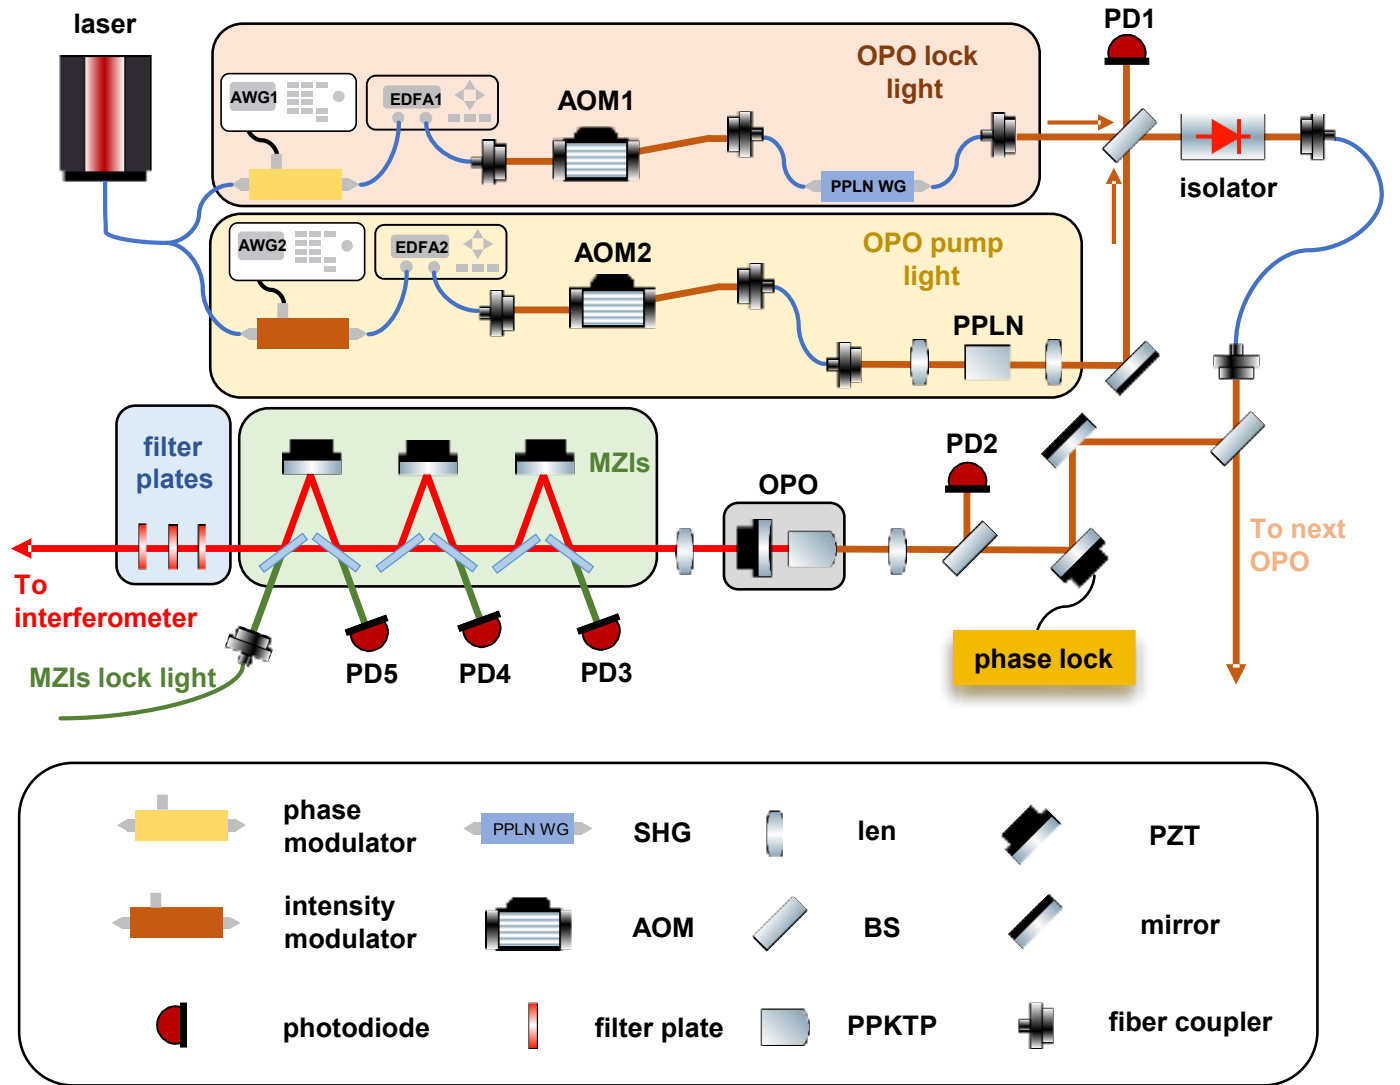 laser
PD1
OPO lock
light
AWG1
EDFA1
AOM1
PPLN WG
isolator
AWG2
EDFA2
AOM2
OPO pump
light
PPLN
filter
plates
MZIs
OPO
PD2
To next
OPO
To
interferometer
PD5
PD4
PD3
MZIs lock light
phase lock
phase
modulator
PPLN WG
SHG
len
PZT
intensity
modulator
AOM
BS
mirror
photodiode
filter plate
PPKTP
fiber coupler